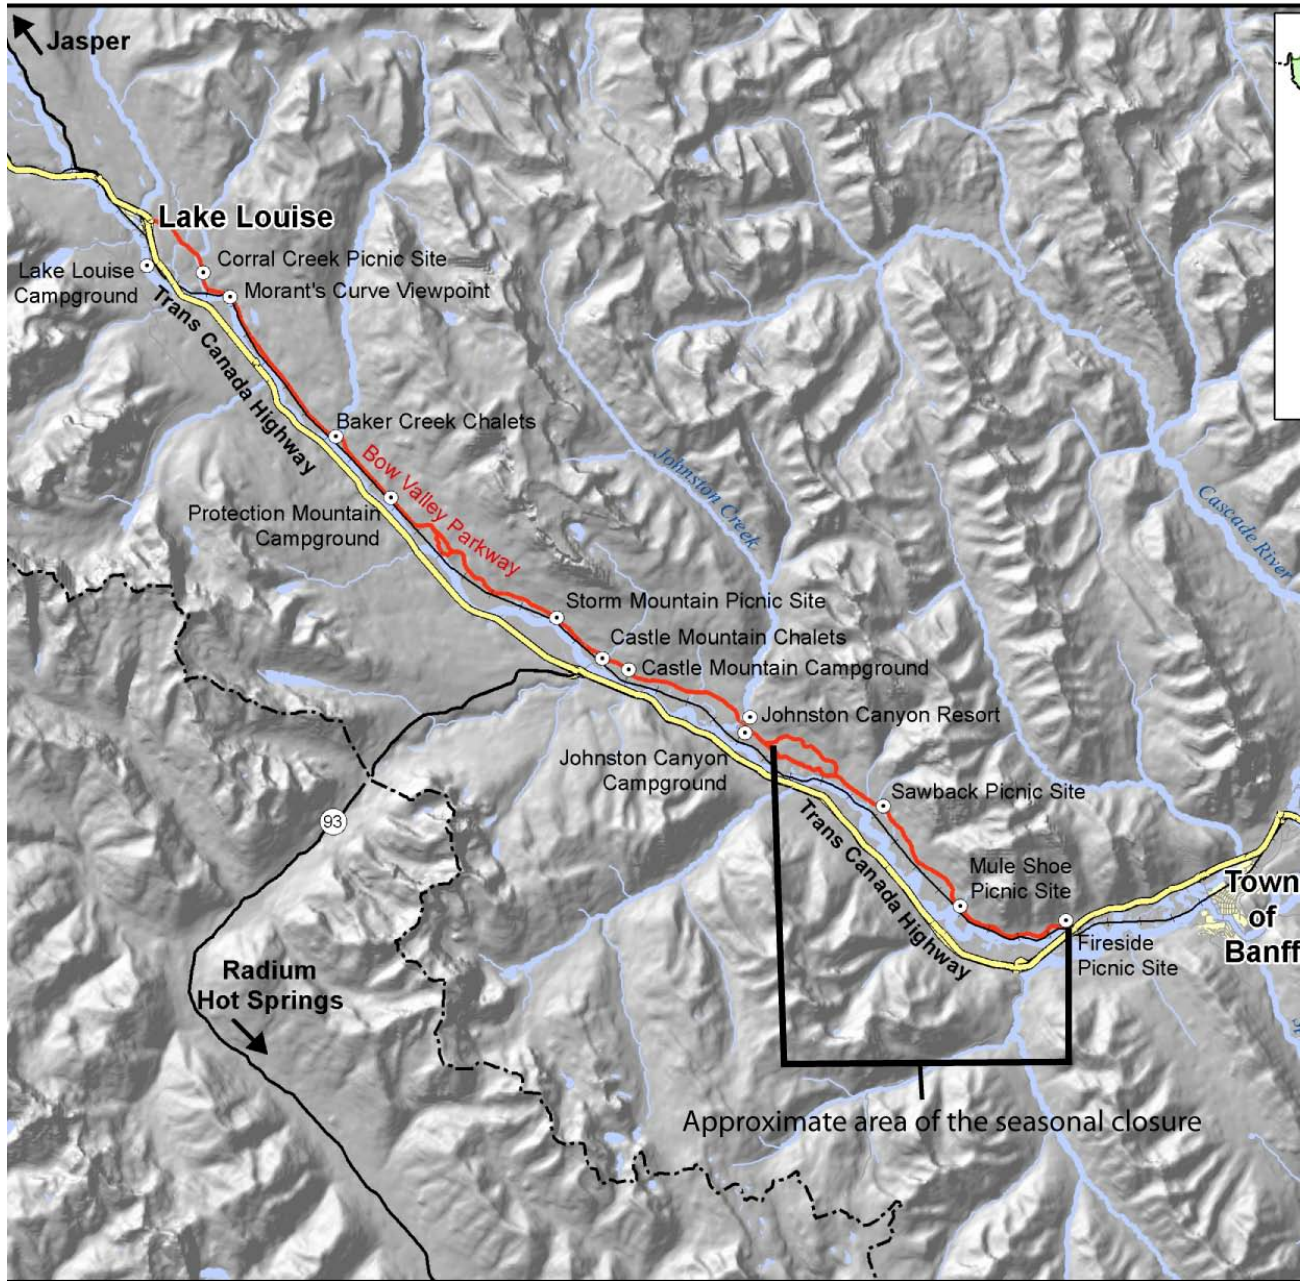 Jasper
Lake Louise
Corral Creek Picnic Site
Lake Louise
Campground
Morant's Curve Viewpoint
Trans Canada Highway
Baker Creek Chalets
Bow Valley Parkway
Johnston Creek
Cascade River
Protection Mountain
Campground
Storm Mountain Picnic Site
Castle Mountain Chalets
Castle Mountain Campground
Johnston Canyon Resort
Johnston Canyon
Campground
Sawback Picnic Site
93
Trans Canada Highway
Mule Shoe
Picnic Site
Town
of
Banff
Fireside
Picnic Site
Radium
Hot Springs
Approximate area of the seasonal closure